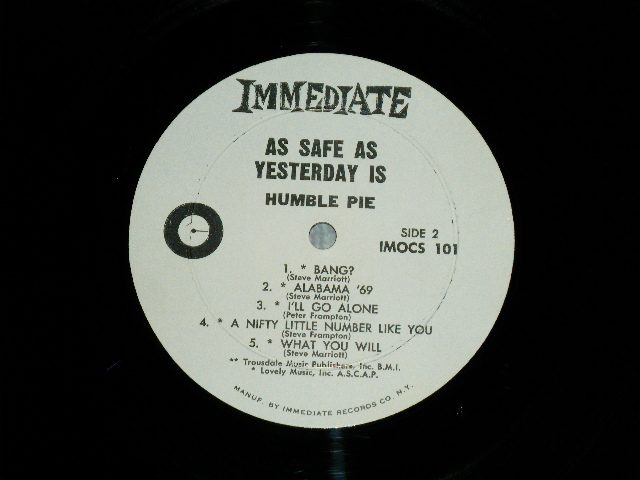 IMMEDIATE
AS SAFE AS
YESTERDAY IS
HUMBLE PIE
SIDE 2
IMOCS 101
1. * BANG?
(Steve Marriott)
2. * ALABAMA '69
(Steve Marriott)
3. * I'LL GO ALONE
(Peter Frampton)
4. * A NIFTY LITTLE NUMBER LIKE YOU
(Steve Frampton)
5. * WHAT YOU WILL
(Steve Marriott)
** Trousdale Music Publishers, Inc. B.M.I.
* Lovely Music, Inc. A.S.C.A.P.
MANUF. BY IMMEDIATE RECORDS CO. N.Y.